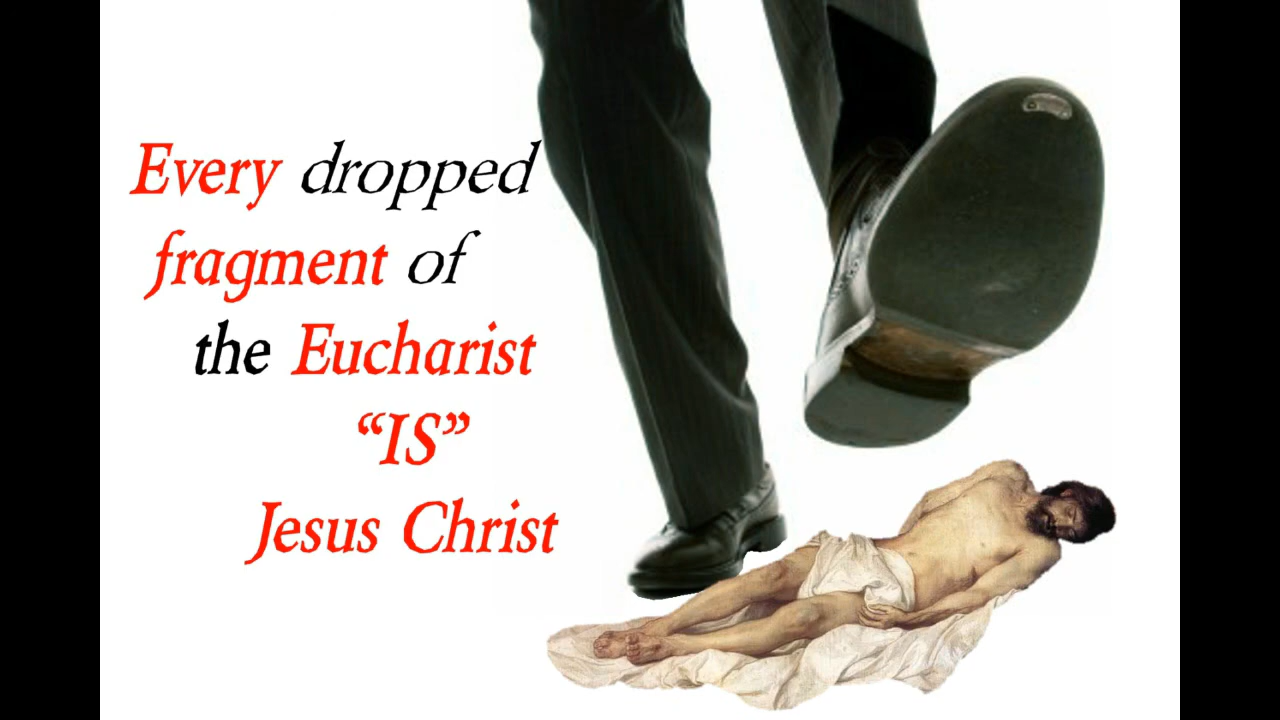 Every dropped
fragment of
the Eucharist
“IS”
Jesus Christ